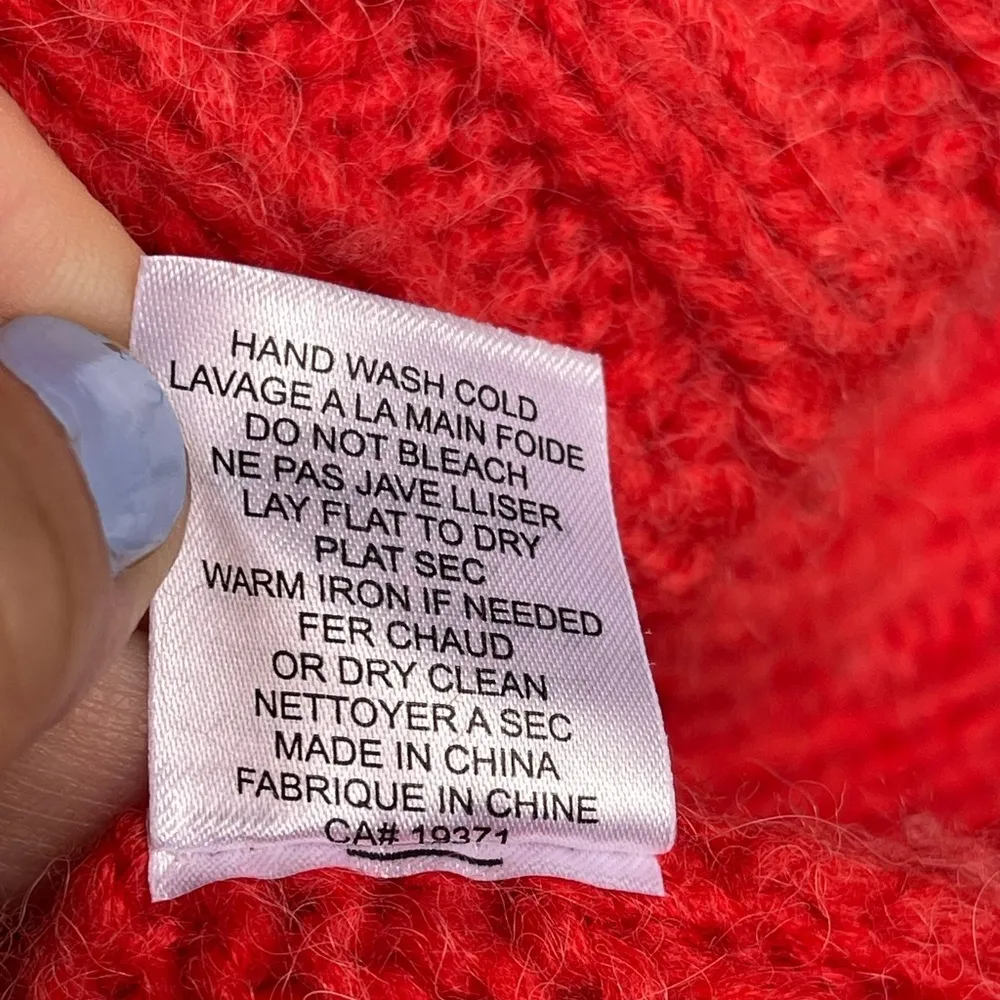 HAND WASH COLD
LAVAGE A LA MAIN FOIDE
DO NOT BLEACH
NE PAS JAVE LLISER
LAY FLAT TO DRY
PLAT SEC
WARM IRON IF NEEDED
FER CHAUD
OR DRY CLEAN
NETTOYER A SEC
MADE IN CHINA
FABRIQUE IN CHINE
CA# 19371